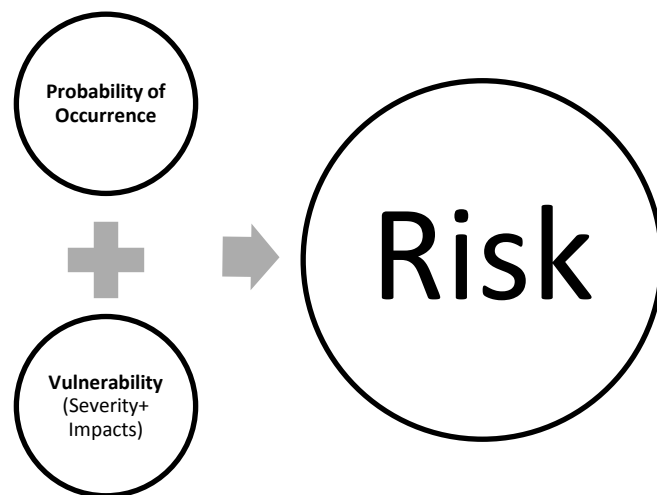 Probability of
Occurrence
Vulnerability
(Severity+
Impacts)
Risk